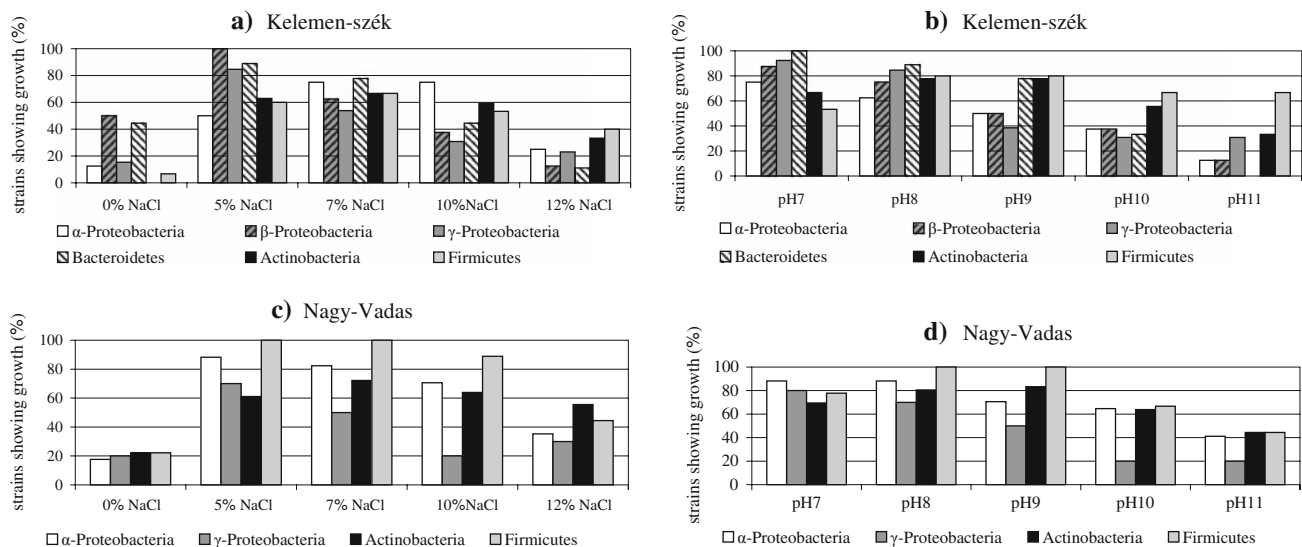 a) Kelemen-szék
strains showing growth (%)
100
80
60
40
20
0
0% NaCl 5% NaCl 7% NaCl 10%NaCl 12% NaCl
α-Proteobacteria β-Proteobacteria γ-Proteobacteria
Bacteroidetes Actinobacteria Firmicutes
b) Kelemen-szék
strains showing growth (%)
100
80
60
40
20
0
pH7 pH8 pH9 pH10 pH11
α-Proteobacteria β-Proteobacteria γ-Proteobacteria
Bacteroidetes Actinobacteria Firmicutes
c) Nagy-Vadas
strains showing growth (%)
100
80
60
40
20
0
0% NaCl 5% NaCl 7% NaCl 10% NaCl 12% NaCl
α-Proteobacteria γ-Proteobacteria Actinobacteria Firmicutes
d) Nagy-Vadas
strains showing growth (%)
100
80
60
40
20
0
pH7 pH8 pH9 pH10 pH11
α-Proteobacteria γ-Proteobacteria Actinobacteria Firmicutes